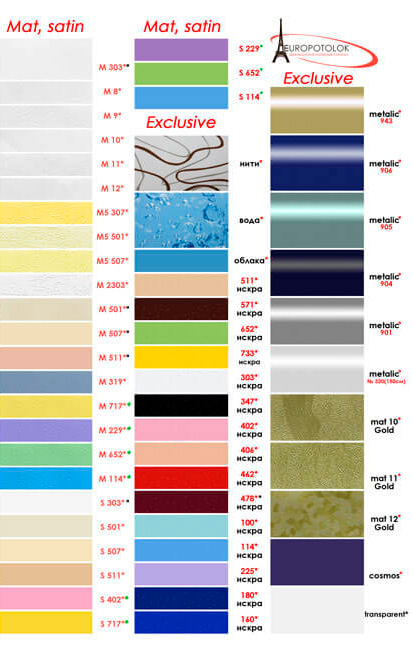 Mat, satin
M 303**
M 8*
M 9*
M 10*
M 11*
M 12*
MS 307*
MS 501*
MS 507*
M 2303*
M 501**
M 507**
M 511**
M 319*
M 717**
M 229**
M 652**
M 114**
S 303**
S 501*
S 507*
S 511*
S 402**
S 717**
Mat, satin
S 229*
S 652*
S 114*
Exclusive
нити*
вода*
облака*
511*
искра
571*
искра
652*
искра
733*
искра
303*
искра
347*
искра
402*
искра
406*
искра
462*
искра
478**
искра
100*
искра
114*
искра
225*
искра
180*
искра
160*
искра
EUROPOTOLOK
Exclusive
metalic*
943
metalic*
906
metalic*
905
metalic*
904
metalic*
901
metalic*
№ 320(180см)
mat 10*
Gold
mat 11*
Gold
mat 12*
Gold
cosmos*
transparent*